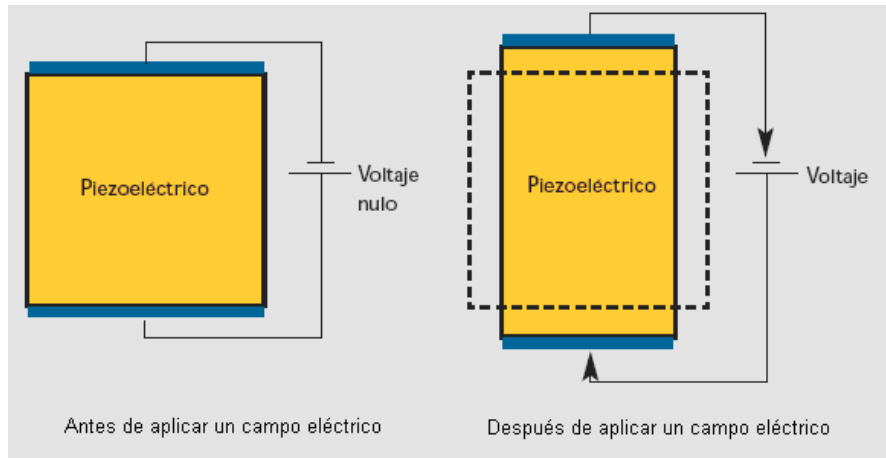 Piezoeléctrico
Voltaje
nulo
Antes de aplicar un campo eléctrico
Piezoeléctrico
Voltaje
Después de aplicar un campo eléctrico